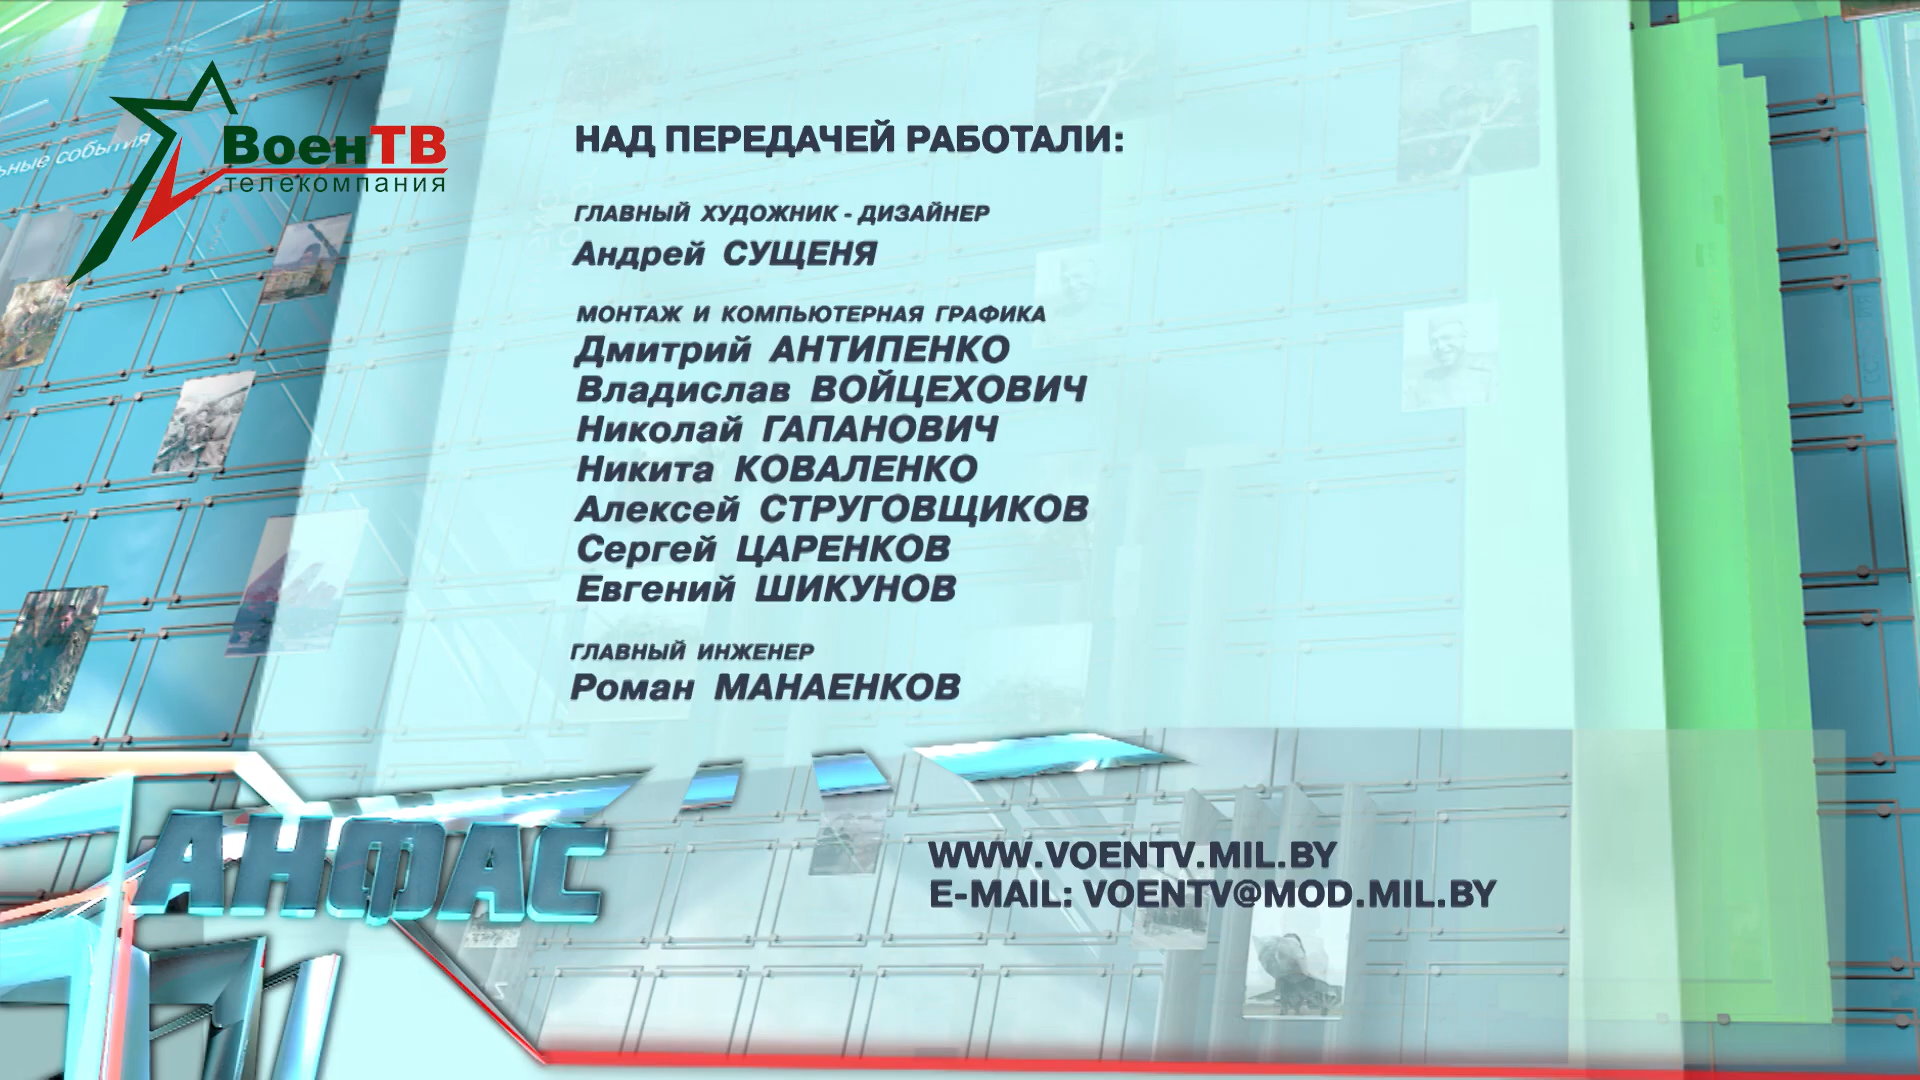 ВоенТВ
телекомпания
ьные события
НАД ПЕРЕДАЧЕЙ РАБОТАЛИ:
ГЛАВНЫЙ ХУДОЖНИК - ДИЗАЙНЕР
Андрей СУЩЕНЯ
МОНТАЖ И КОМПЬЮТЕРНАЯ ГРАФИКА
Дмитрий АНТИПЕНКО
Владислав ВОЙЦЕХОВИЧ
Николай ГАПАНОВИЧ
Никита КОВАЛЕНКО
Алексей СТРУГОВЩИКОВ
Сергей ЦАРЕНКОВ
Евгений ШИКУНОВ
ГЛАВНЫЙ ИНЖЕНЕР
Роман МАНАЕНКОВ
АНФАС
WWW.VOENTV.MIL.BY
E-MAIL: VOENTV@MOD.MIL.BY